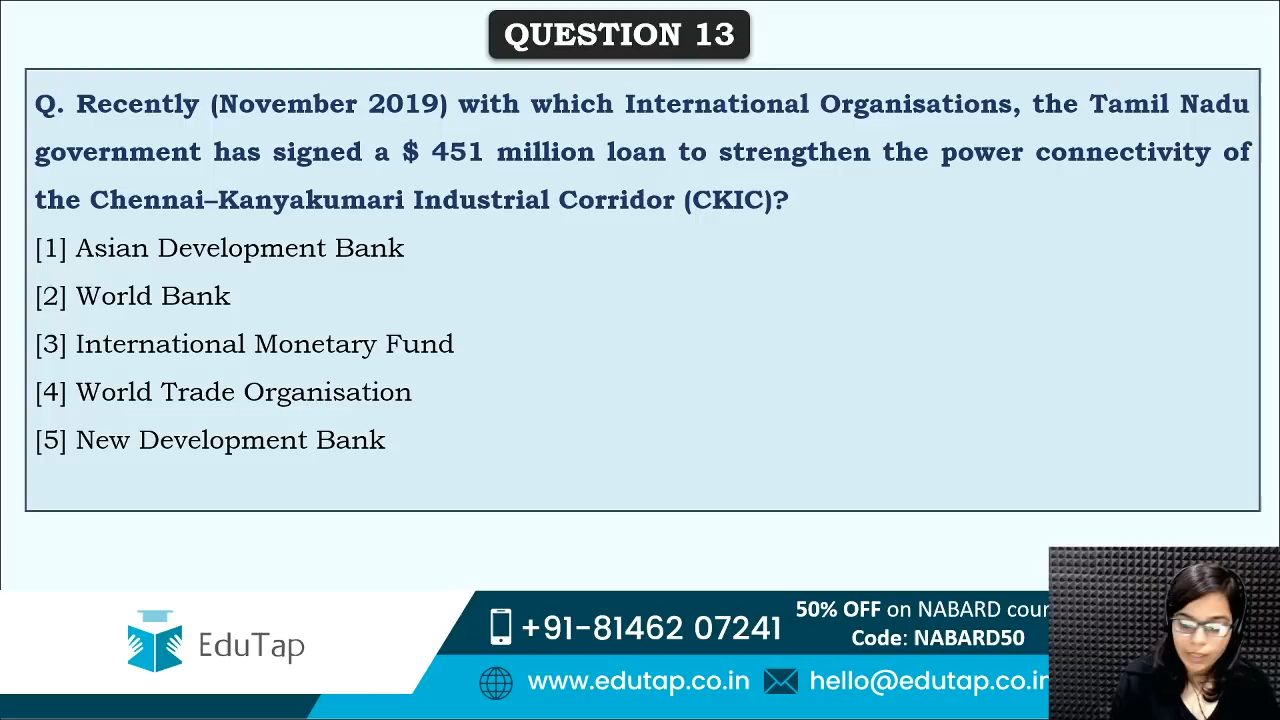 QUESTION 13
Q. Recently (November 2019) with which International Organisations, the Tamil Nadu
government has signed a $ 451 million loan to strengthen the power connectivity of
the Chennai–Kanyakumari Industrial Corridor (CKIC)?
[1] Asian Development Bank
[2] World Bank
[3] International Monetary Fund
[4] World Trade Organisation
[5] New Development Bank
EduTap
+91-81462 07241
50% OFF on NABARD cour
Code: NABARD50
www.edutap.co.in
hello@edutap.co.in